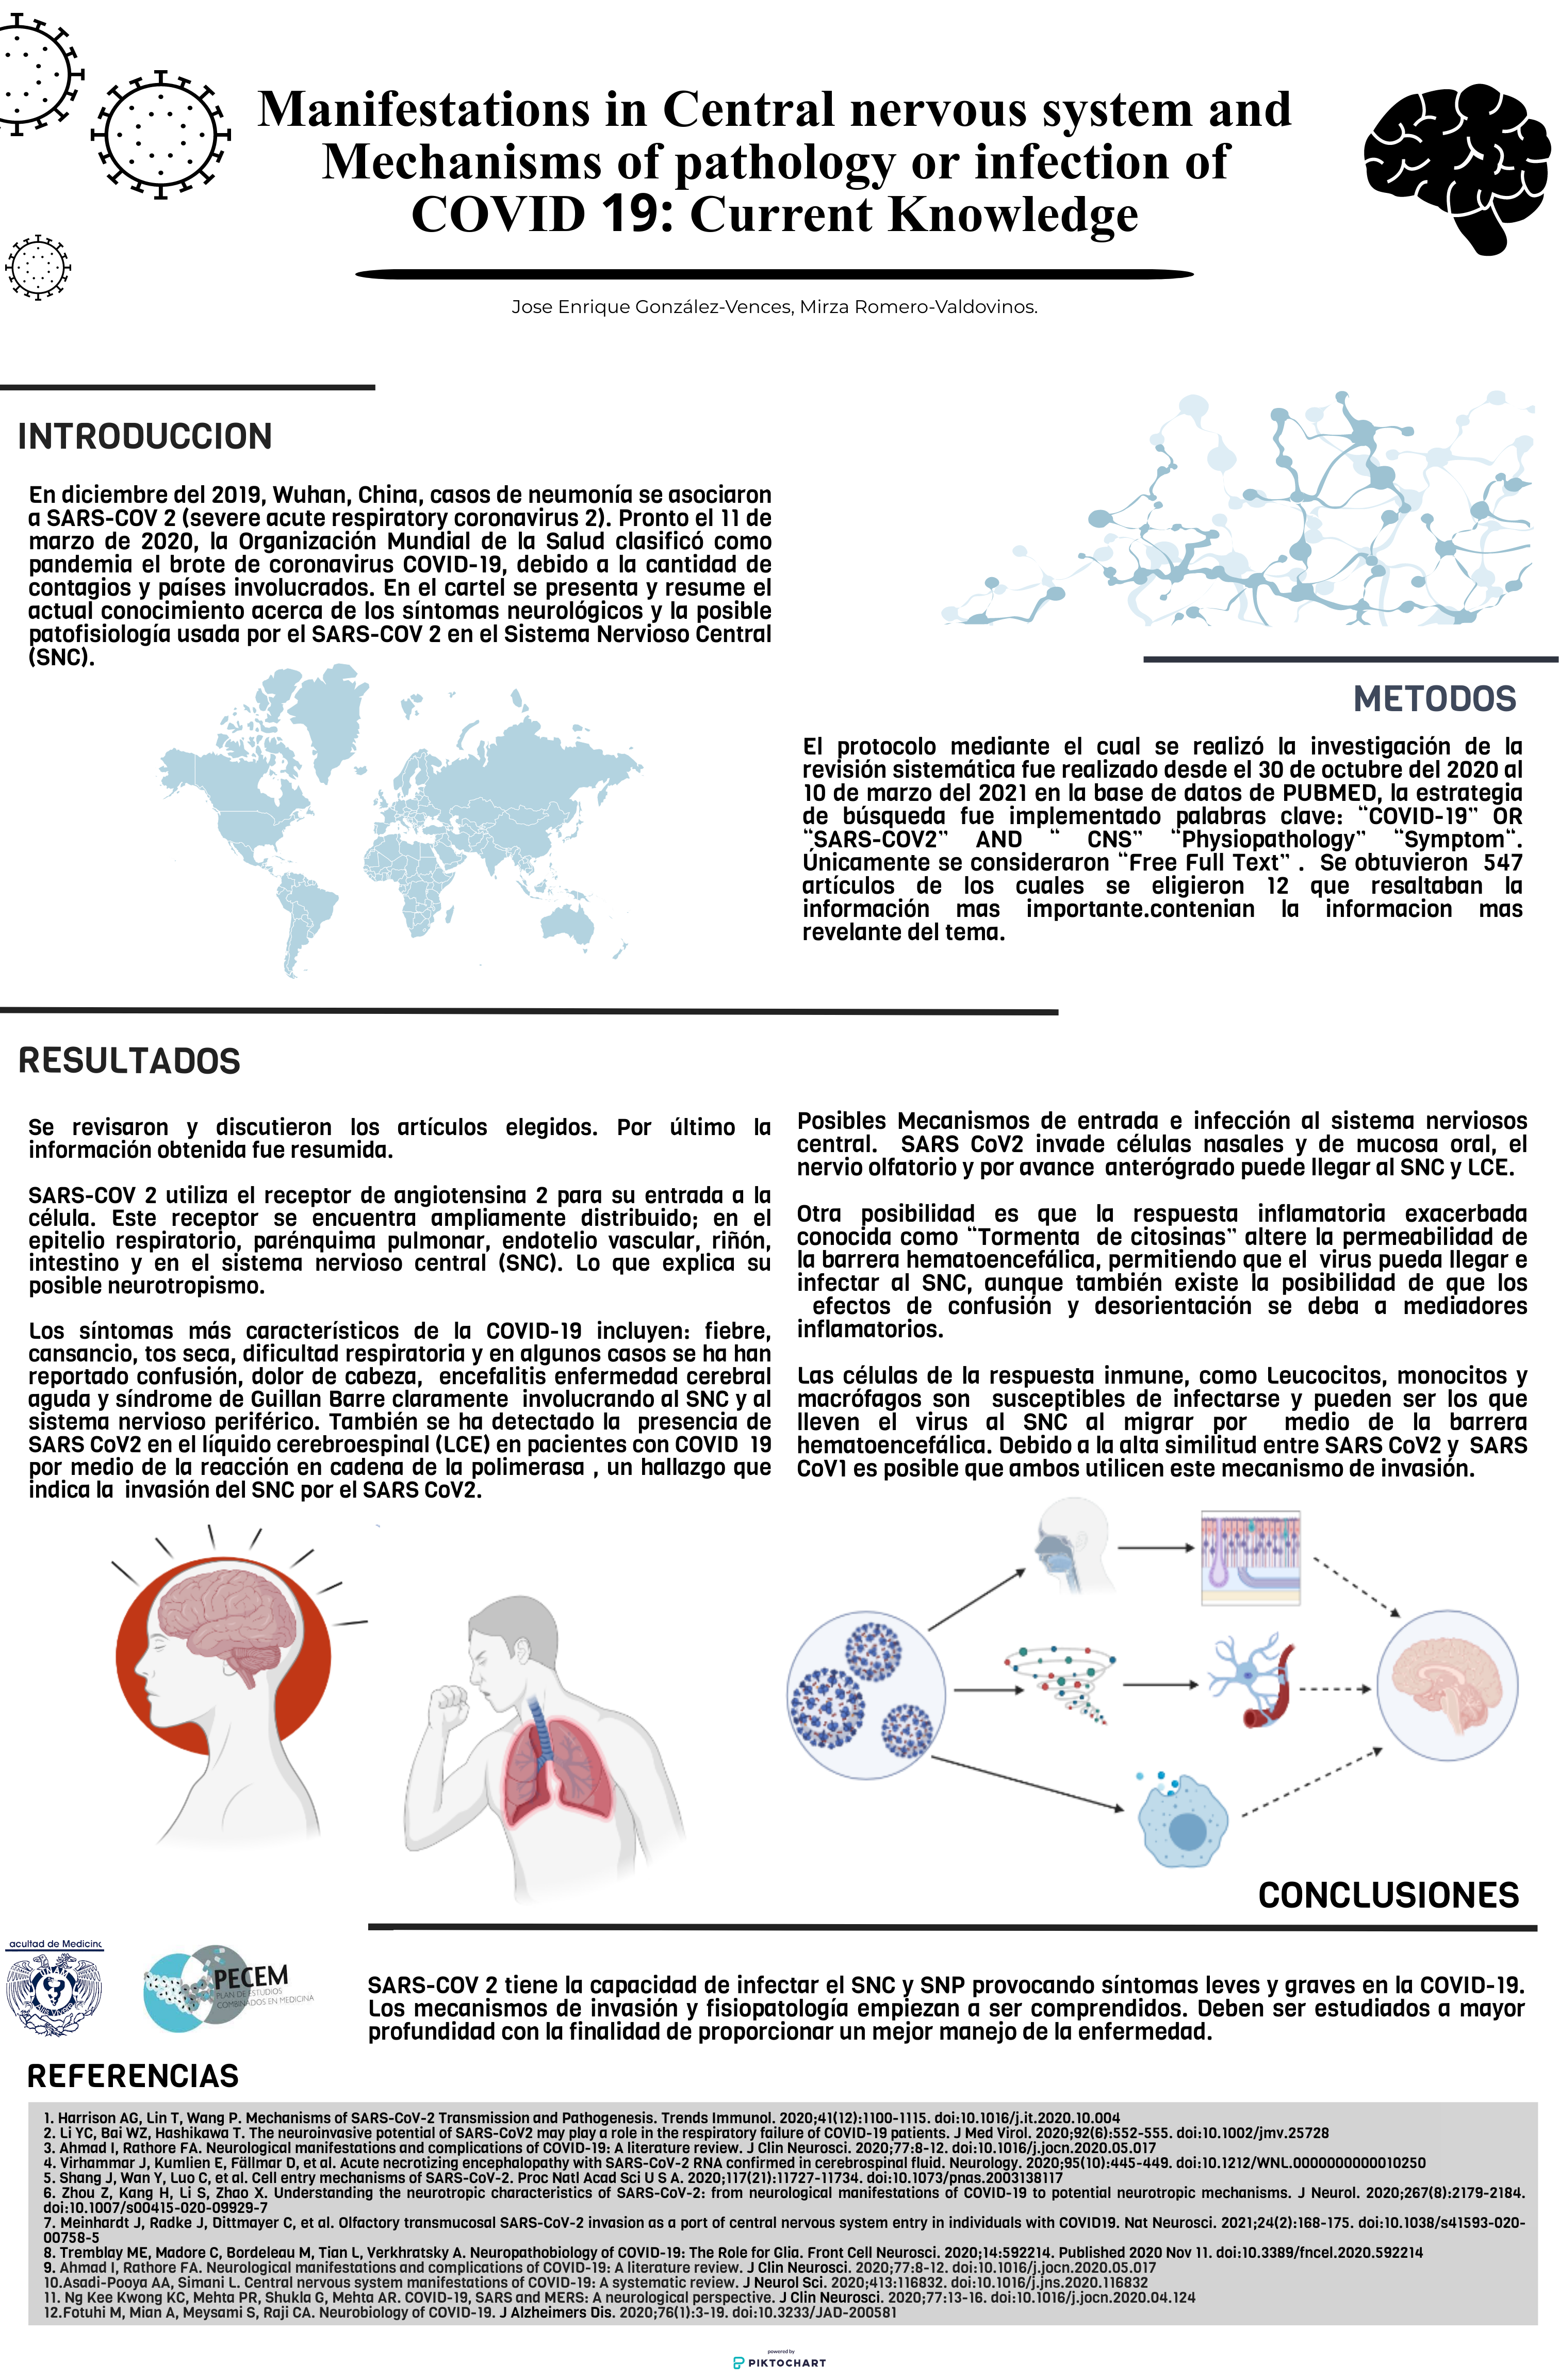 Manifestations in Central nervous system and
Mechanisms of pathology or infection of
COVID 19: Current Knowledge
Jose Enrique González-Vences, Mirza Romero-Valdovinos.
INTRODUCCION
En diciembre del 2019, Wuhan, China, casos de neumonía se asociaron
a SARS-COV 2 (severe acute respiratory coronavirus 2). Pronto el 11 de
marzo de 2020, la Organización Mundial de la Salud clasificó como
pandemia el brote de coronavirus COVID-19, debido a la cantidad de
contagios y países involucrados. En el cartel se presenta y resume el
actual conocimiento acerca de los síntomas neurológicos y la posible
patofisiología usada por el SARS-COV 2 en el Sistema Nervioso Central
(SNC).
METODOS
El protocolo mediante el cual se realizó la investigación de la
revisión sistemática fue realizado desde el 30 de octubre del 2020 al
10 de marzo del 2021 en la base de datos de PUBMED, la estrategia
de búsqueda fue implementado palabras clave: “COVID-19” OR
“SARS-COV2” AND “ CNS” “Physiopathology” “Symptom“.
Únicamente se consideraron “Free Full Text” . Se obtuvieron 547
artículos de los cuales se eligieron 12 que resaltaban la
información mas importante.contenian la informacion mas
revelante del tema.
RESULTADOS
Se revisaron y discutieron los artículos elegidos. Por último la
información obtenida fue resumida.
SARS-COV 2 utiliza el receptor de angiotensina 2 para su entrada a la
célula. Este receptor se encuentra ampliamente distribuido; en el
epitelio respiratorio, parénquima pulmonar, endotelio vascular, riñón,
intestino y en el sistema nervioso central (SNC). Lo que explica su
posible neurotropismo.
Los síntomas más característicos de la COVID-19 incluyen: fiebre,
cansancio, tos seca, dificultad respiratoria y en algunos casos se ha han
reportado confusión, dolor de cabeza, encefalitis enfermedad cerebral
aguda y síndrome de Guillan Barre claramente involucrando al SNC y al
sistema nervioso periférico. También se ha detectado la presencia de
SARS CoV2 en el líquido cerebroespinal (LCE) en pacientes con COVID 19
por medio de la reacción en cadena de la polimerasa , un hallazgo que
indica la invasión del SNC por el SARS CoV2.
Posibles Mecanismos de entrada e infección al sistema nerviosos
central. SARS CoV2 invade células nasales y de mucosa oral, el
nervio olfatorio y por avance anterógrado puede llegar al SNC y LCE.
Otra posibilidad es que la respuesta inflamatoria exacerbada
conocida como “Tormenta de citosinas” altere la permeabilidad de
la barrera hematoencefálica, permitiendo que el virus pueda llegar e
infectar al SNC, aunque también existe la posibilidad de que los
efectos de confusión y desorientación se deba a mediadores
inflamatorios.
Las células de la respuesta inmune, como Leucocitos, monocitos y
macrófagos son susceptibles de infectarse y pueden ser los que
lleven el virus al SNC al migrar por medio de la barrera
hematoencefálica. Debido a la alta similitud entre SARS CoV2 y SARS
CoV1 es posible que ambos utilicen este mecanismo de invasión.
CONCLUSIONES
acultad de Medicin
PECEM
PLAN DE ESTUDIOS
COMBINADOS EN MEDICINA
SARS-COV 2 tiene la capacidad de infectar el SNC y SNP provocando síntomas leves y graves en la COVID-19.
Los mecanismos de invasión y fisiopatología empiezan a ser comprendidos. Deben ser estudiados a mayor
profundidad con la finalidad de proporcionar un mejor manejo de la enfermedad.
REFERENCIAS
1. Harrison AG, Lin T, Wang P. Mechanisms of SARS-CoV-2 Transmission and Pathogenesis. Trends Immunol. 2020;41(12):1100-1115. doi:10.1016/j.it.2020.10.004
2. Li YC, Bai WZ, Hashikawa T. The neuroinvasive potential of SARS-CoV2 may play a role in the respiratory failure of COVID-19 patients. J Med Virol. 2020;92(6):552-555. doi:10.1002/jmv.25728
3. Ahmad I, Rathore FA. Neurological manifestations and complications of COVID-19: A literature review. J Clin Neurosci. 2020;77:8-12. doi:10.1016/j.jocn.2020.05.017
4. Virhammar J, Kumlien E, Fällmar D, et al. Acute necrotizing encephalopathy with SARS-CoV-2 RNA confirmed in cerebrospinal fluid. Neurology. 2020;95(10):445-449. doi:10.1212/WNL.0000000000010250
5. Shang J, Wan Y, Luo C, et al. Cell entry mechanisms of SARS-CoV-2. Proc Natl Acad Sci U S A. 2020;117(21):11727-11734. doi:10.1073/pnas.2003138117
6. Zhou Z, Kang H, Li S, Zhao X. Understanding the neurotropic characteristics of SARS-CoV-2: from neurological manifestations of COVID-19 to potential neurotropic mechanisms. J Neurol. 2020;267(8):2179-2184.
doi:10.1007/s00415-020-09929-7
7. Meinhardt J, Radke J, Dittmayer C, et al. Olfactory transmucosal SARS-CoV-2 invasion as a port of central nervous system entry in individuals with COVID19. Nat Neurosci. 2021;24(2):168-175. doi:10.1038/s41593-020-
00758-5
8. Tremblay ME, Madore C, Bordeleau M, Tian L, Verkhratsky A. Neuropathobiology of COVID-19: The Role for Glia. Front Cell Neurosci. 2020;14:592214. Published 2020 Nov 11. doi:10.3389/fncel.2020.592214
9. Ahmad I, Rathore FA. Neurological manifestations and complications of COVID-19: A literature review. J Clin Neurosci. 2020;77:8-12. doi:10.1016/j.jocn.2020.05.017
10.Asadi-Pooya AA, Simani L. Central nervous system manifestations of COVID-19: A systematic review. J Neurol Sci. 2020;413:116832. doi:10.1016/j.jns.2020.116832
11. Ng Kee Kwong KC, Mehta PR, Shukla G, Mehta AR. COVID-19, SARS and MERS: A neurological perspective. J Clin Neurosci. 2020;77:13-16. doi:10.1016/j.jocn.2020.04.124
12.Fotuhi M, Mian A, Meysami S, Raji CA. Neurobiology of COVID-19. J Alzheimers Dis. 2020;76(1):3-19. doi:10.3233/JAD-200581
powered by
PIKTOCHART